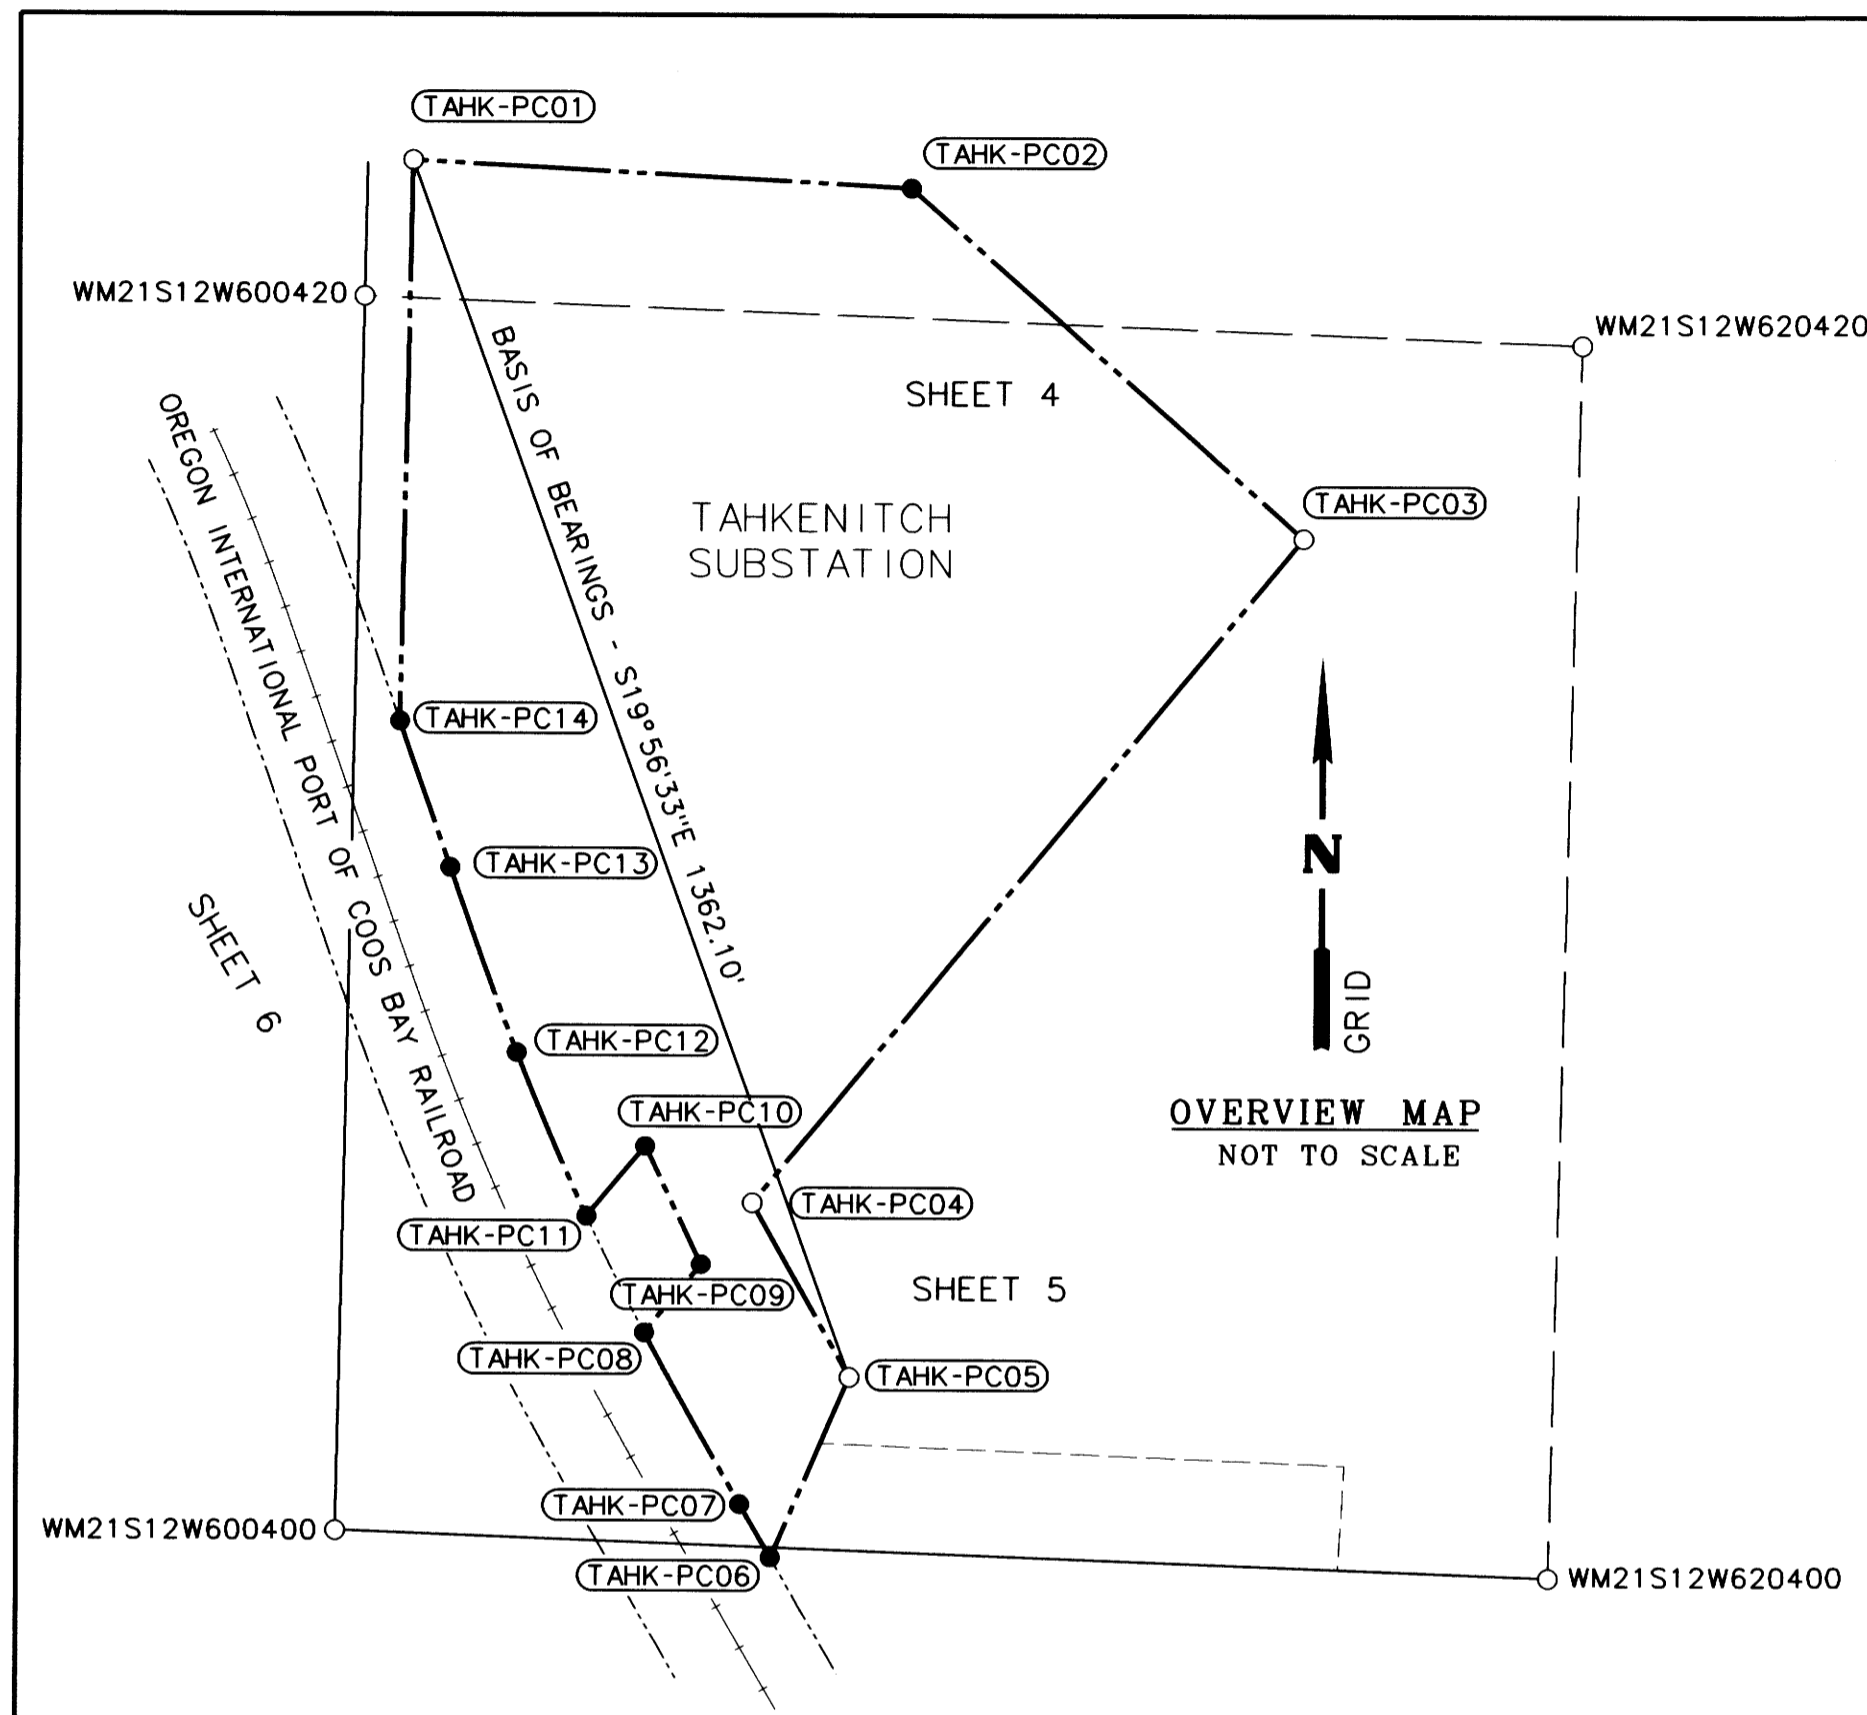 TAHK-PC01
TAHK-PC02
WM21S12W600420
WM21S12W620420
SHEET 4
BASIS OF BEARINGS - S19°56'33"E 1362.10'
OREGON INTERNATIONAL PORT OF COOS BAY RAILROAD
TAHKENITCH
SUBSTATION
TAHK-PC03
TAHK-PC14
TAHK-PC13
N
GRID
SHEET 6
TAHK-PC12
TAHK-PC10
OVERVIEW MAP
NOT TO SCALE
TAHK-PC04
TAHK-PC11
TAHK-PC09
SHEET 5
TAHK-PC08
TAHK-PC05
TAHK-PC07
WM21S12W600400
TAHK-PC06
WM21S12W620400